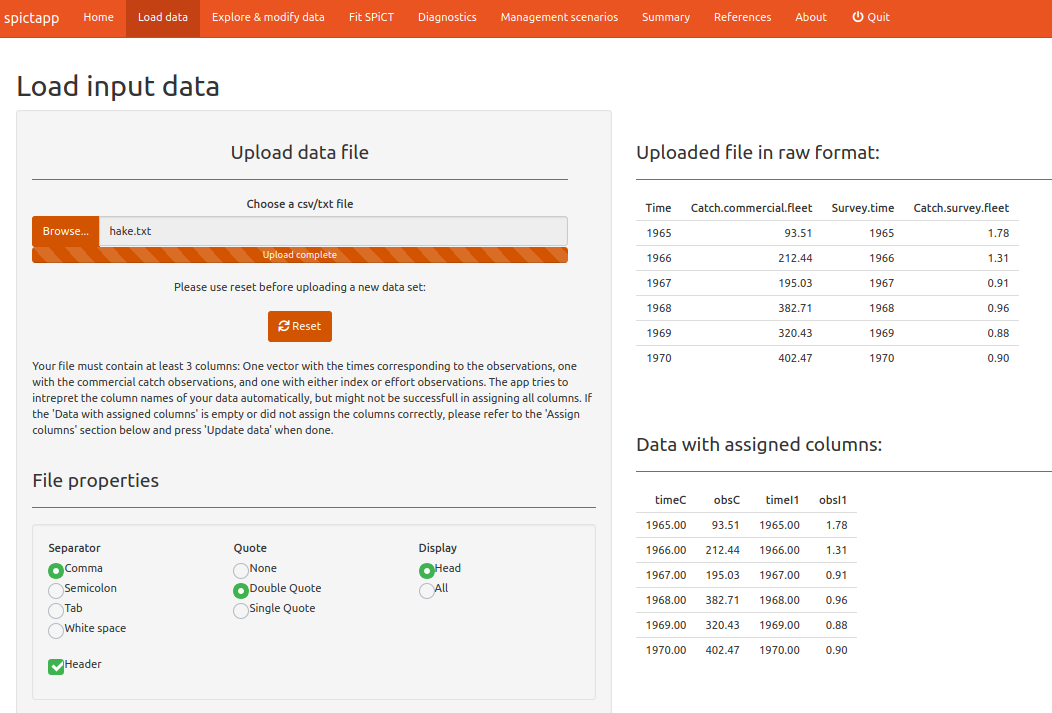 spictapp Home Load data Explore & modify data Fit SPiCT Diagnostics Management scenarios Summary References About Quit
Load input data
Upload data file
Choose a csv/txt file
Browse... hake.txt
Upload complete
Please use reset before uploading a new data set:
Reset
Your file must contain at least 3 columns: One vector with the times corresponding to the observations, one
with the commercial catch observations, and one with either index or effort observations. The app tries to
intrepret the column names of your data automatically, but might not be successfull in assigning all columns. If
the 'Data with assigned columns' is empty or did not assign the columns correctly, please refer to the 'Assign
columns' section below and press 'Update data' when done.
File properties
Separator Quote Display
Comma None Head
Semicolon Double Quote All
Tab Single Quote
White space
Header
Uploaded file in raw format:
Time Catch.commercial.fleet Survey.time Catch.survey.fleet
1965 93.51 1965 1.78
1966 212.44 1966 1.31
1967 195.03 1967 0.91
1968 382.71 1968 0.96
1969 320.43 1969 0.88
1970 402.47 1970 0.90
Data with assigned columns:
timeC obsC timeI1 obsI1
1965.00 93.51 1965.00 1.78
1966.00 212.44 1966.00 1.31
1967.00 195.03 1967.00 0.91
1968.00 382.71 1968.00 0.96
1969.00 320.43 1969.00 0.88
1970.00 402.47 1970.00 0.90